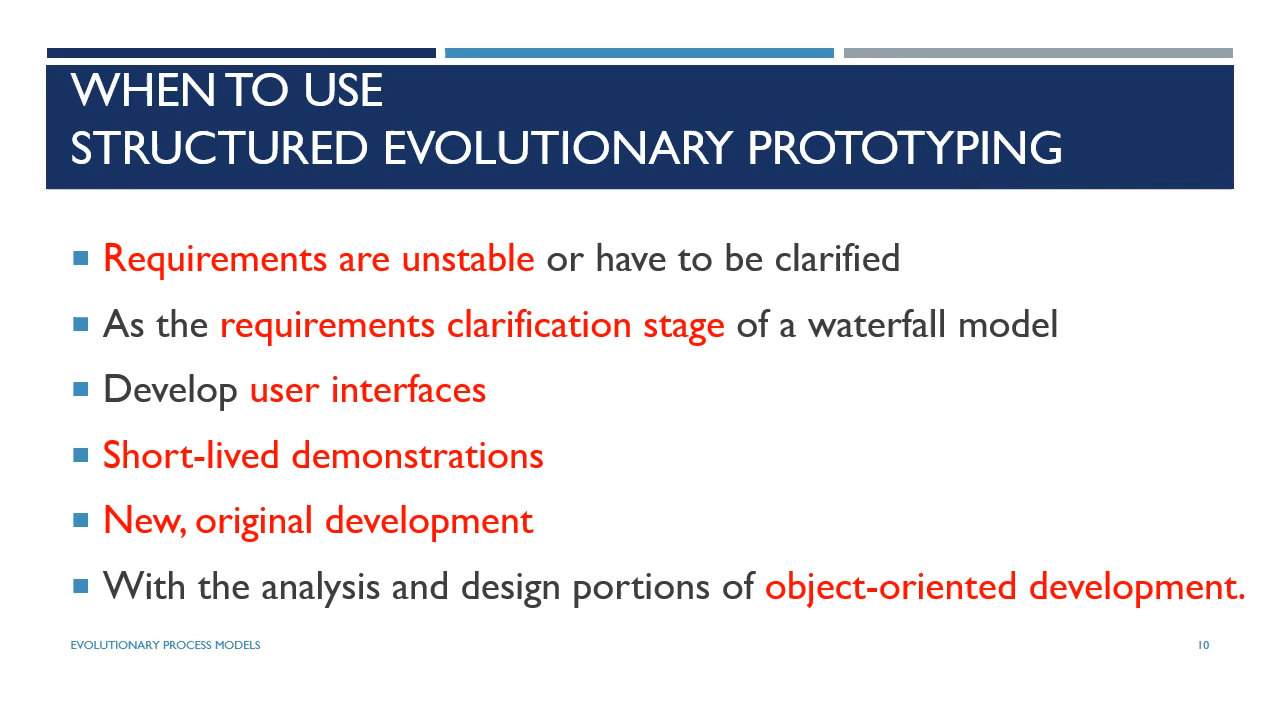 WHEN TO USE
STRUCTURED EVOLUTIONARY PROTOTYPING
Requirements are unstable or have to be clarified
As the requirements clarification stage of a waterfall model
Develop user interfaces
Short-lived demonstrations
New, original development
With the analysis and design portions of object-oriented development.
EVOLUTIONARY PROCESS MODELS
10